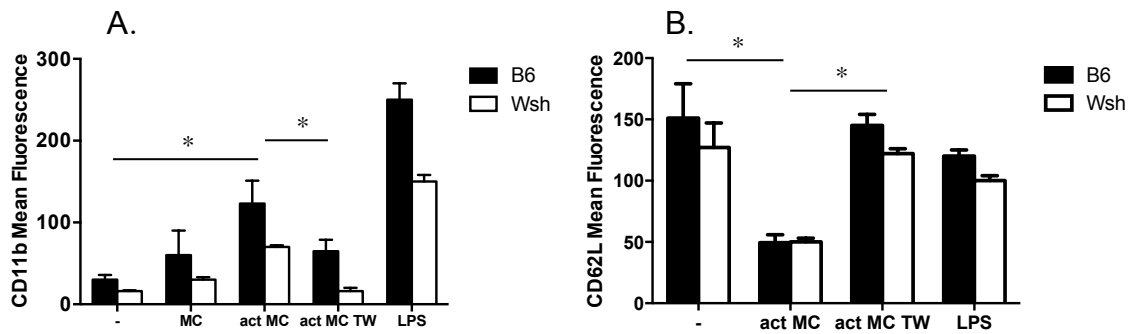 A.
CD11b Mean Fluorescence
300
200
100
0
*
*
B6
Wsh
- MC act MC act MC TW LPS
B.
CD62L Mean Fluorescence
200
150
100
50
0
*
*
B6
Wsh
- act MC act MC TW LPS